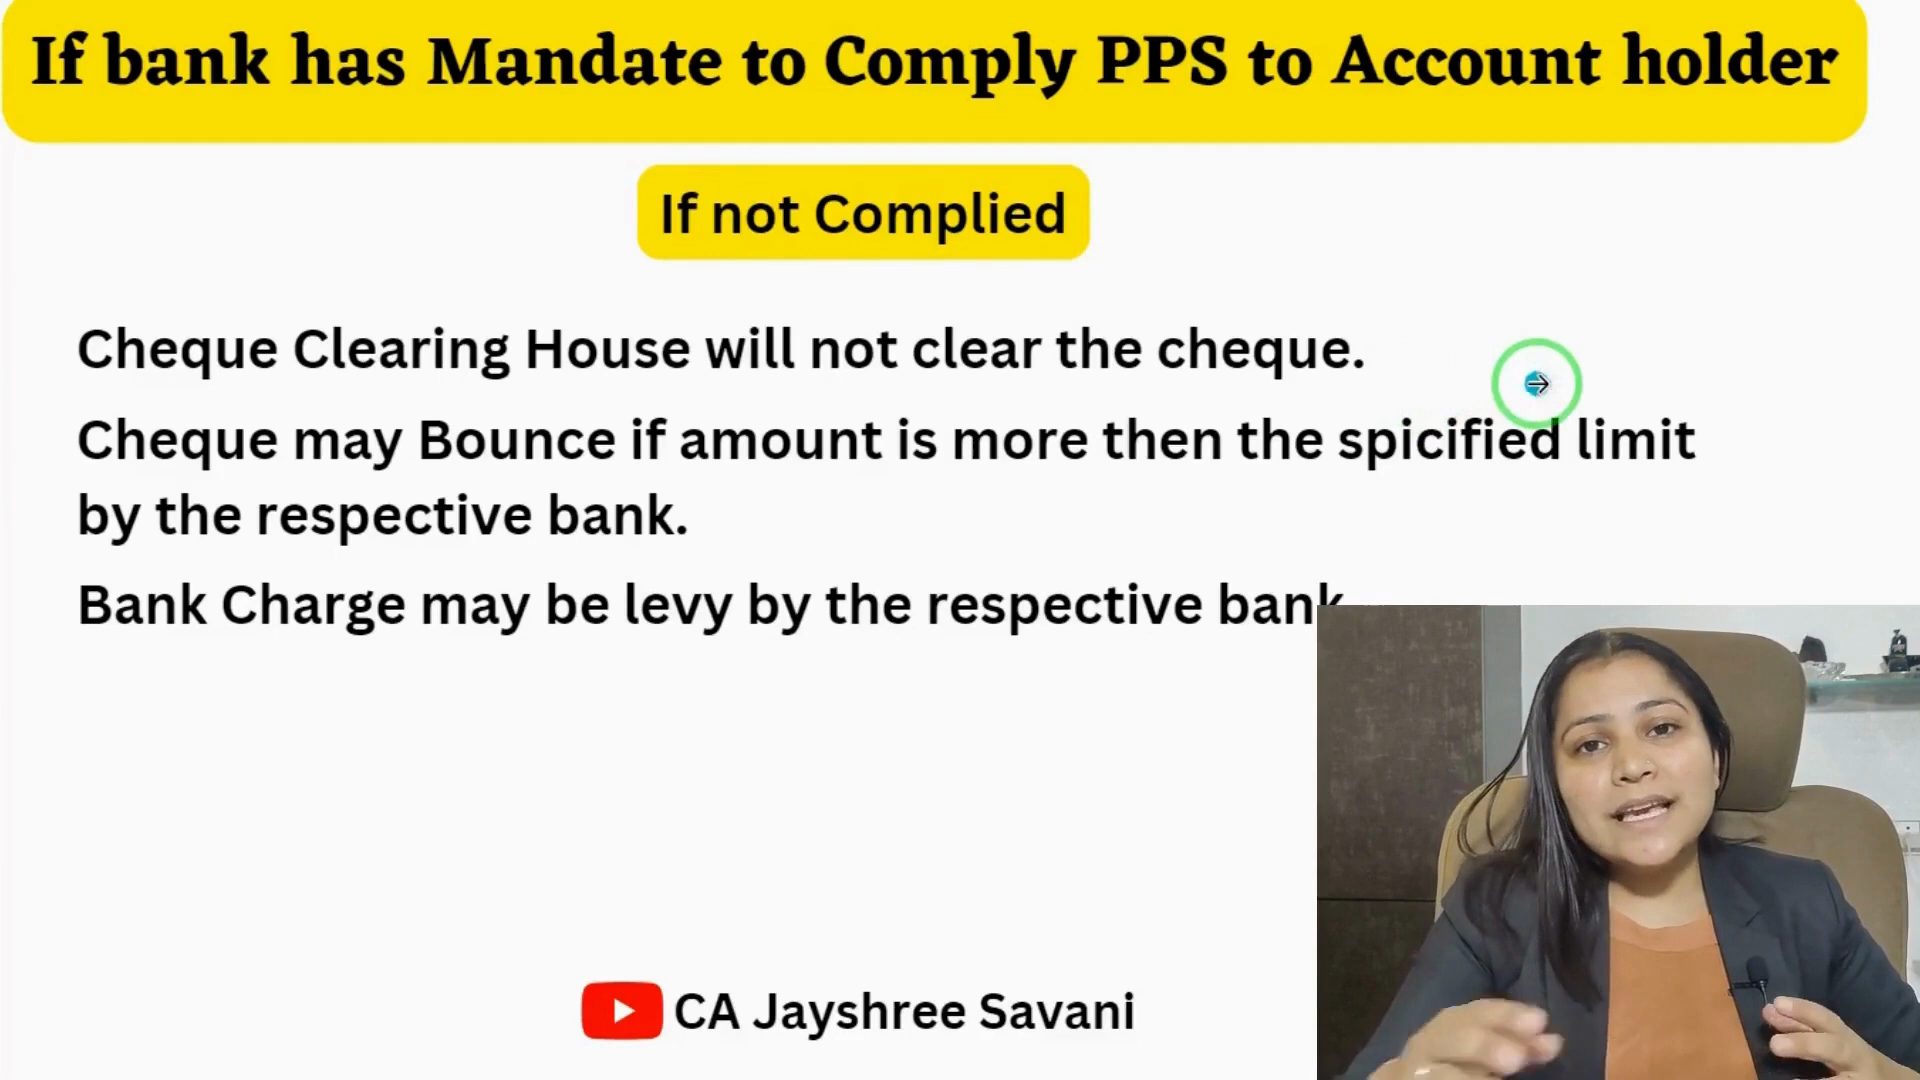 If bank has Mandate to Comply PPS to Account holder
If not Complied
Cheque Clearing House will not clear the cheque.
Cheque may Bounce if amount is more then the spicified limit
by the respective bank.
Bank Charge may be levy by the respective bank
CA Jayshree Savani